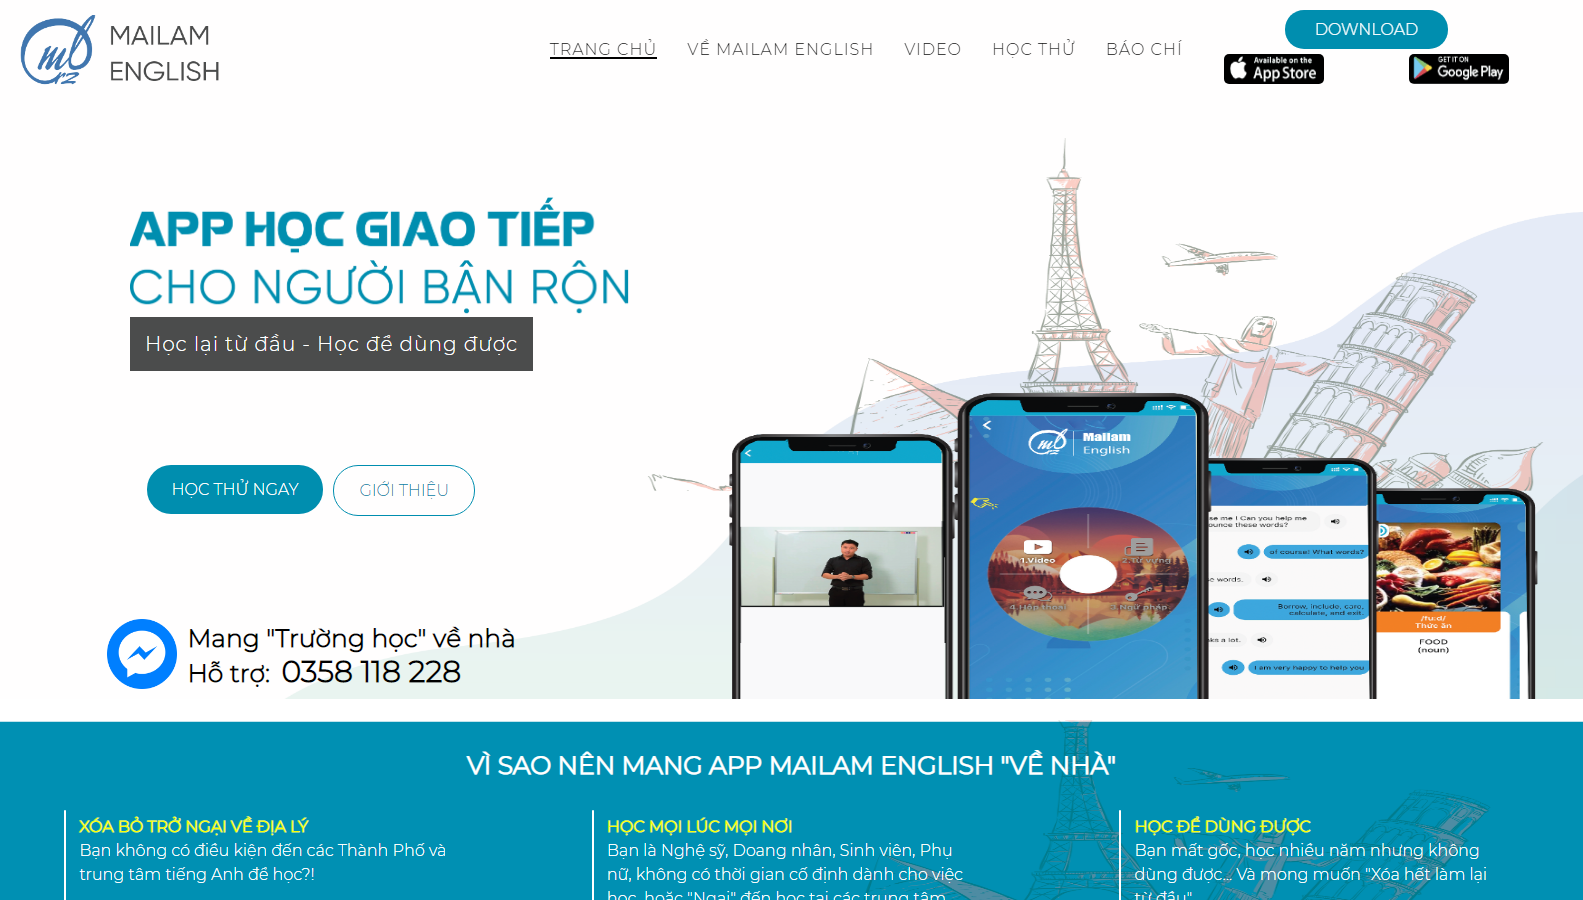 MAILAM
ENGLISH
TRANG CHỦ
VỀ MAILAM ENGLISH
VIDEO
HỌC THỬ
BÁO CHÍ
DOWNLOAD
Available on the
App Store
GET IT ON
Google Play
APP HỌC GIAO TIẾP
CHO NGƯỜI BẬN RỘN
Học lại từ đầu - Học để dùng được
HỌC THỬ NGAY
GIỚI THIỆU
Mang "Trường học" về nhà
Hỗ trợ: 0358 118 228
Mailam
English
1.Video
2.Từ vựng
4.Hội thoại
3.Ngữ pháp
se me ! Can you help me
ounce these words?
of course! What words?
se words.
Borrow, include, care,
calculate, and exit.
ks a lot.
I am very happy to help you
/fuːd/
Thức ăn
FOOD
(noun)
VÌ SAO NÊN MANG APP MAILAM ENGLISH "VỀ NHÀ"
XÓA BỎ TRỞ NGẠI VỀ ĐỊA LÝ
Bạn không có điều kiện đến các Thành Phố và
trung tâm tiếng Anh để học?!
HỌC MỌI LÚC MỌI NƠI
Bạn là Nghệ sỹ, Doang nhân, Sinh viên, Phụ
nữ, không có thời gian cố định dành cho việc
học, hoặc "Ngại" đến học tại các trung tâm
HỌC ĐỂ DÙNG ĐƯỢC
Bạn mất gốc, học nhiều năm nhưng không
dùng được... Và mong muốn "Xóa hết làm lại
từ đầu"